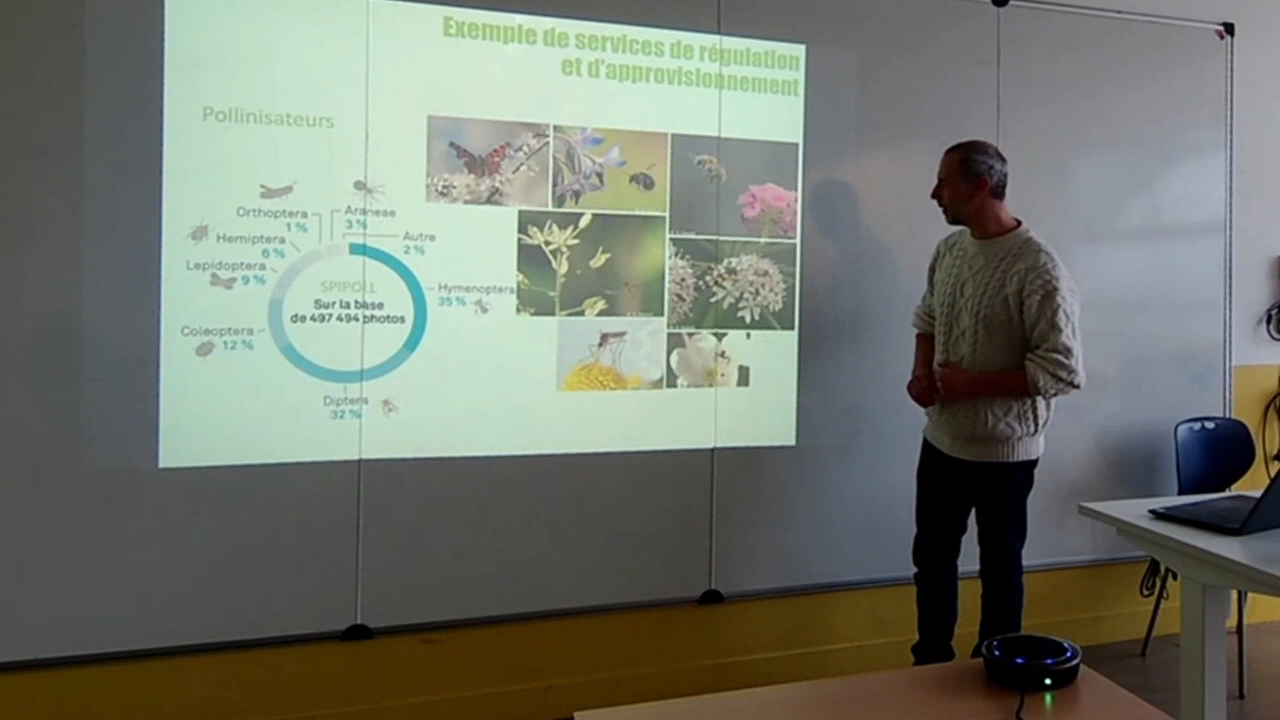 Exemple de services de régulation
et d'approvisionnement
Pollinisateurs
Orthoptera
1 %
Araneae
3 %
Autre
2 %
Hemiptera
6 %
Lepidoptera
9 %
Hymenoptera
35 %
Coleoptera
12 %
Diptera
32 %
SPIPOLL
Sur la base
de 497 494 photos